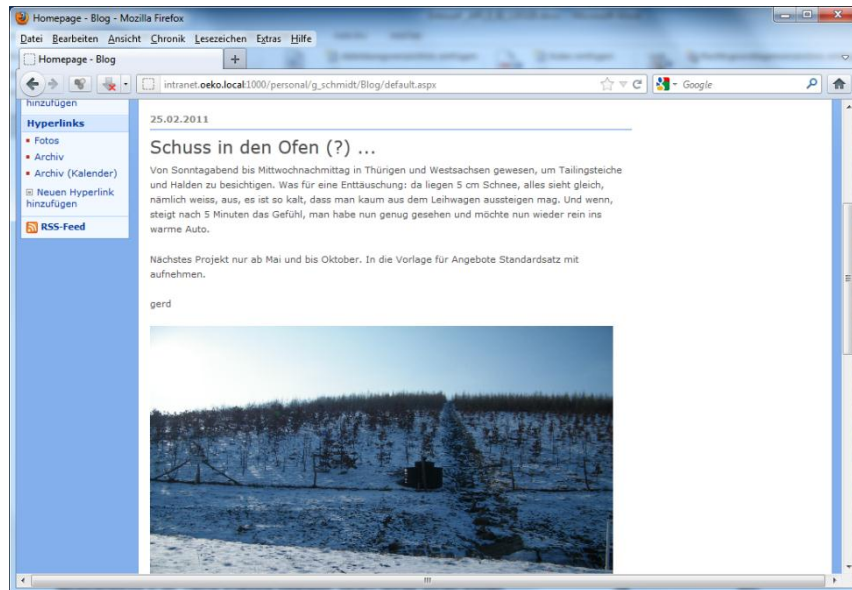 Homepage - Blog - Mozilla Firefox
Datei Bearbeiten Ansicht Chronik Lesezeichen Extras Hilfe
Homepage - Blog
intranet.oeko.local:1000/personal/g_schmidt/Blog/default.aspx
Google
hinzufügen
Hyperlinks
Fotos
Archiv
Archiv (Kalender)
Neuen Hyperlink
hinzufügen
RSS-Feed
25.02.2011
Schuss in den Ofen (?) ...
Von Sonntagabend bis Mittwochnachmittag in Thürigen und Westsachsen gewesen, um Tailingsteiche
und Halden zu besichtigen. Was für eine Enttäuschung: da liegen 5 cm Schnee, alles sieht gleich,
nämlich weiss, aus, es ist so kalt, dass man kaum aus dem Leihwagen aussteigen mag. Und wenn,
steigt nach 5 Minuten das Gefühl, man habe nun genug gesehen und möchte nun wieder rein ins
warme Auto.
Nächstes Projekt nur ab Mai und bis Oktober. In die Vorlage für Angebote Standardsatz mit
aufnehmen.
gerd